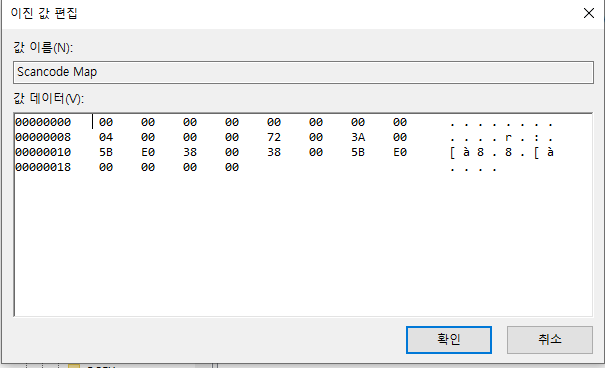 이진 값 편집
값 이름(N):
Scancode Map
값 데이터(V):
00000000 00 00 00 00 00 00 00 00 . . . . . . . .
00000008 04 00 00 00 72 00 3A 00 . . . . r . : .
00000010 5B E0 38 00 38 00 5B E0 [ à 8 . 8 . [ à
00000018 00 00 00 00 . . . .
확인 취소